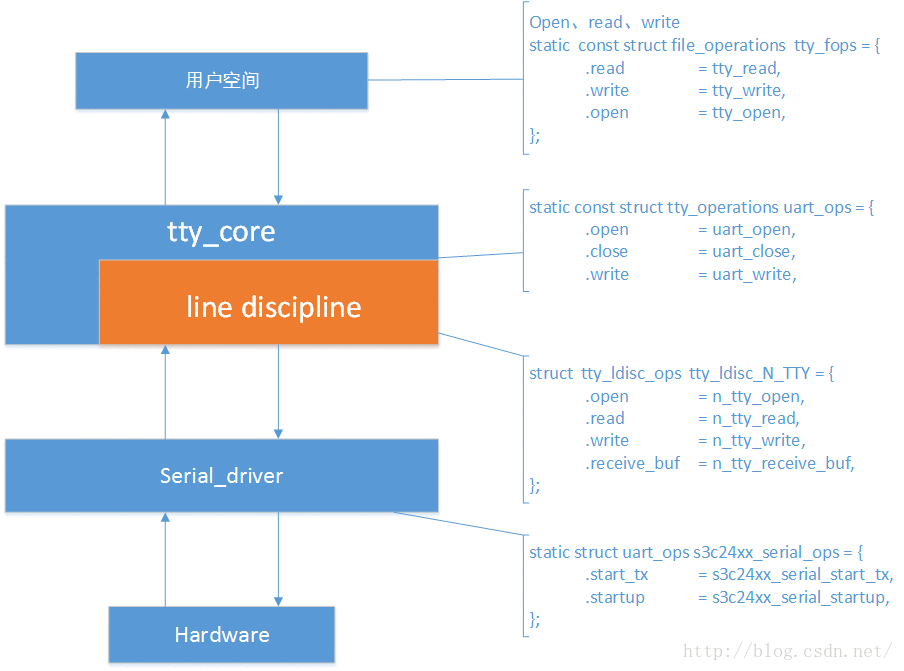 用户空间
tty_core
line discipline
Serial_driver
Hardware
Open、read、write
static const struct file_operations tty_fops = {
.read = tty_read,
.write = tty_write,
.open = tty_open,
};
static const struct tty_operations uart_ops = {
.open = uart_open,
.close = uart_close,
.write = uart_write,
struct tty_ldisc_ops tty_ldisc_N_TTY = {
.open = n_tty_open,
.read = n_tty_read,
.write = n_tty_write,
.receive_buf = n_tty_receive_buf,
};
static struct uart_ops s3c24xx_serial_ops = {
.start_tx = s3c24xx_serial_start_tx,
.startup = s3c24xx_serial_startup,
};
http://blog.csdn.net/